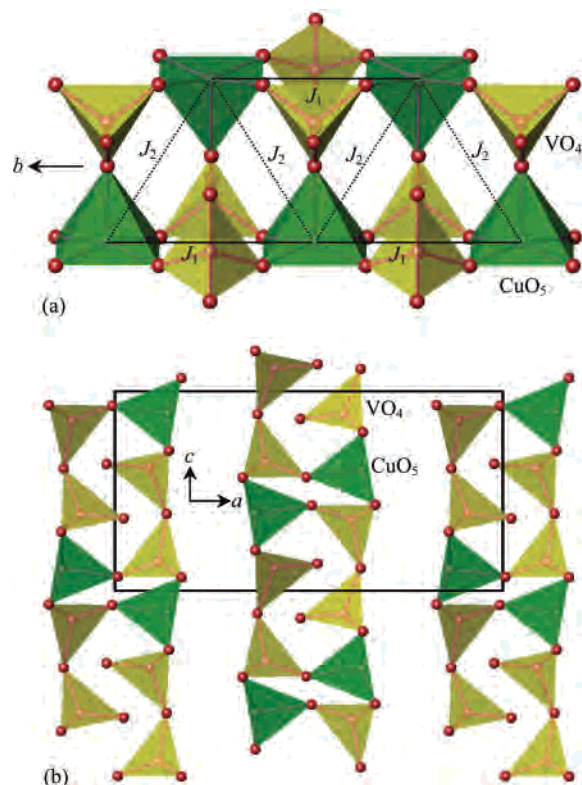 J₁
J₂ J₂ J₂ J₂
VO₄
b
J₁ J₁
CuO₅
(a)
VO₄
CuO₅
c
a
(b)